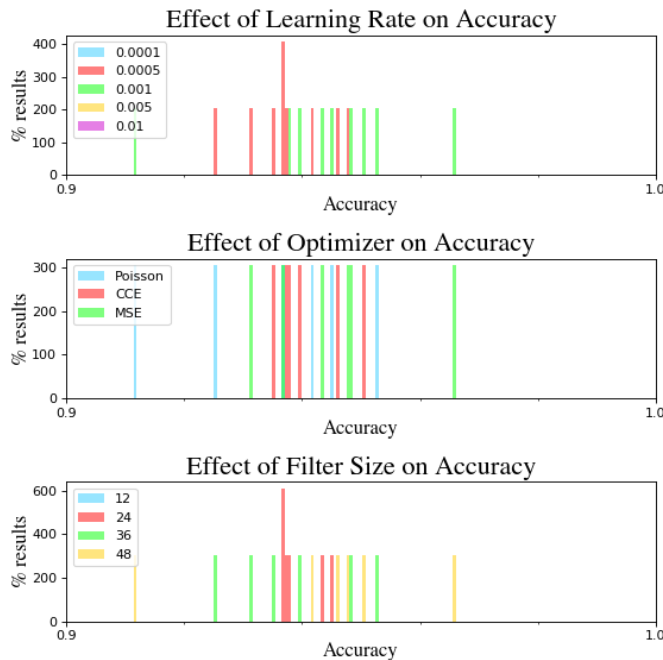 Effect of Learning Rate on Accuracy
% results
400
300
200
100
0
0.0001
0.0005
0.001
0.005
0.01
0.9
1.0
Accuracy
Effect of Optimizer on Accuracy
% results
300
200
100
0
Poisson
CCE
MSE
0.9
1.0
Accuracy
Effect of Filter Size on Accuracy
% results
600
400
200
0
12
24
36
48
0.9
1.0
Accuracy